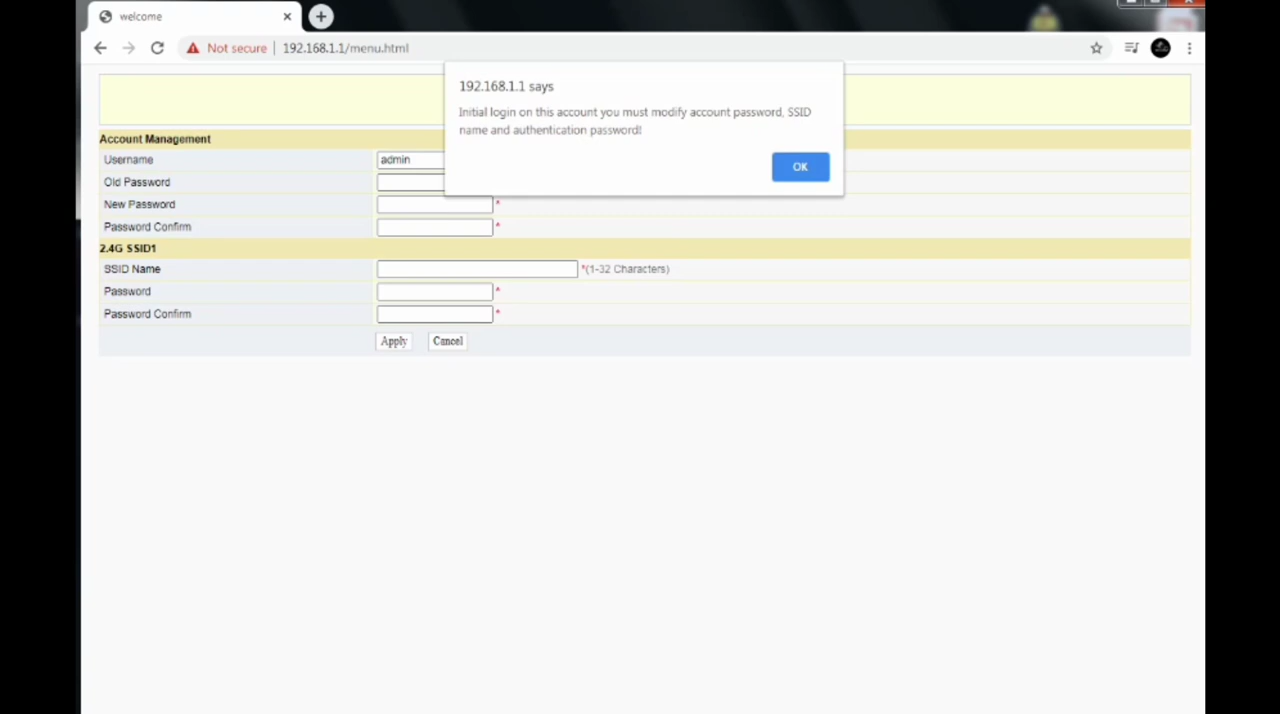 welcome
Not secure
192.168.1.1/menu.html
192.168.1.1 says
Initial login on this account you must modify account password, SSID
name and authentication password!
OK
Account Management
Username
admin
Old Password
New Password
*
Password Confirm
*
2.4G SSID1
SSID Name
*(1-32 Characters)
Password
*
Password Confirm
*
Apply
Cancel